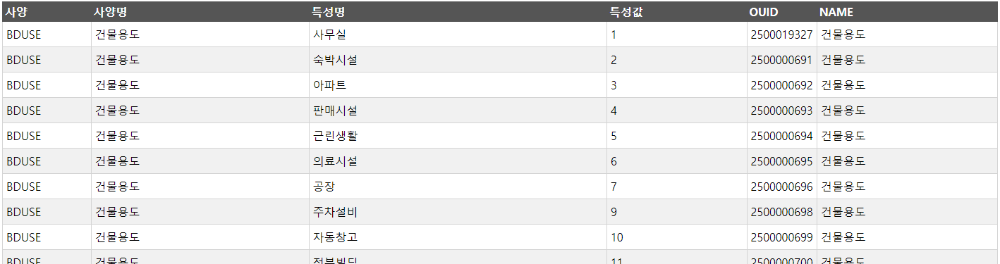 사양 사양명 특성명 특성값 OUID NAME
BDUSE 건물용도 사무실 1 2500019327 건물용도
BDUSE 건물용도 숙박시설 2 2500000691 건물용도
BDUSE 건물용도 아파트 3 2500000692 건물용도
BDUSE 건물용도 판매시설 4 2500000693 건물용도
BDUSE 건물용도 근린생활 5 2500000694 건물용도
BDUSE 건물용도 의료시설 6 2500000695 건물용도
BDUSE 건물용도 공장 7 2500000696 건물용도
BDUSE 건물용도 주차설비 9 2500000698 건물용도
BDUSE 건물용도 자동창고 10 2500000699 건물용도
BDUSE 건물용도 11 2500000700 건물용도